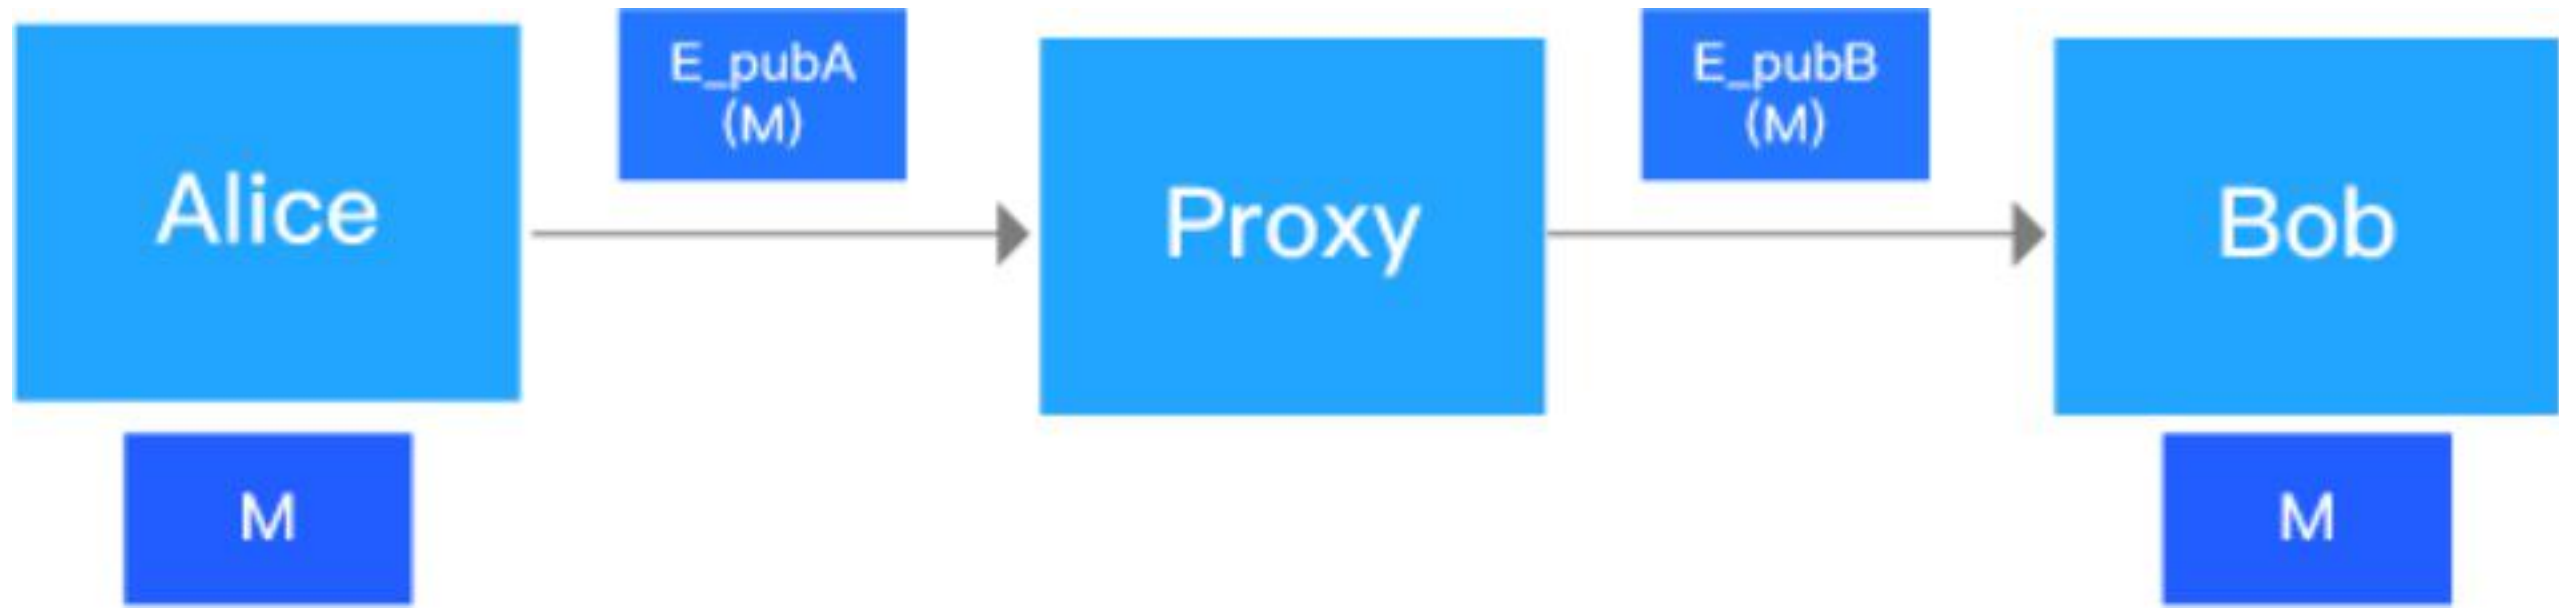 Alice
E_pubA
(M)
Proxy
E_pubB
(M)
Bob
M
M